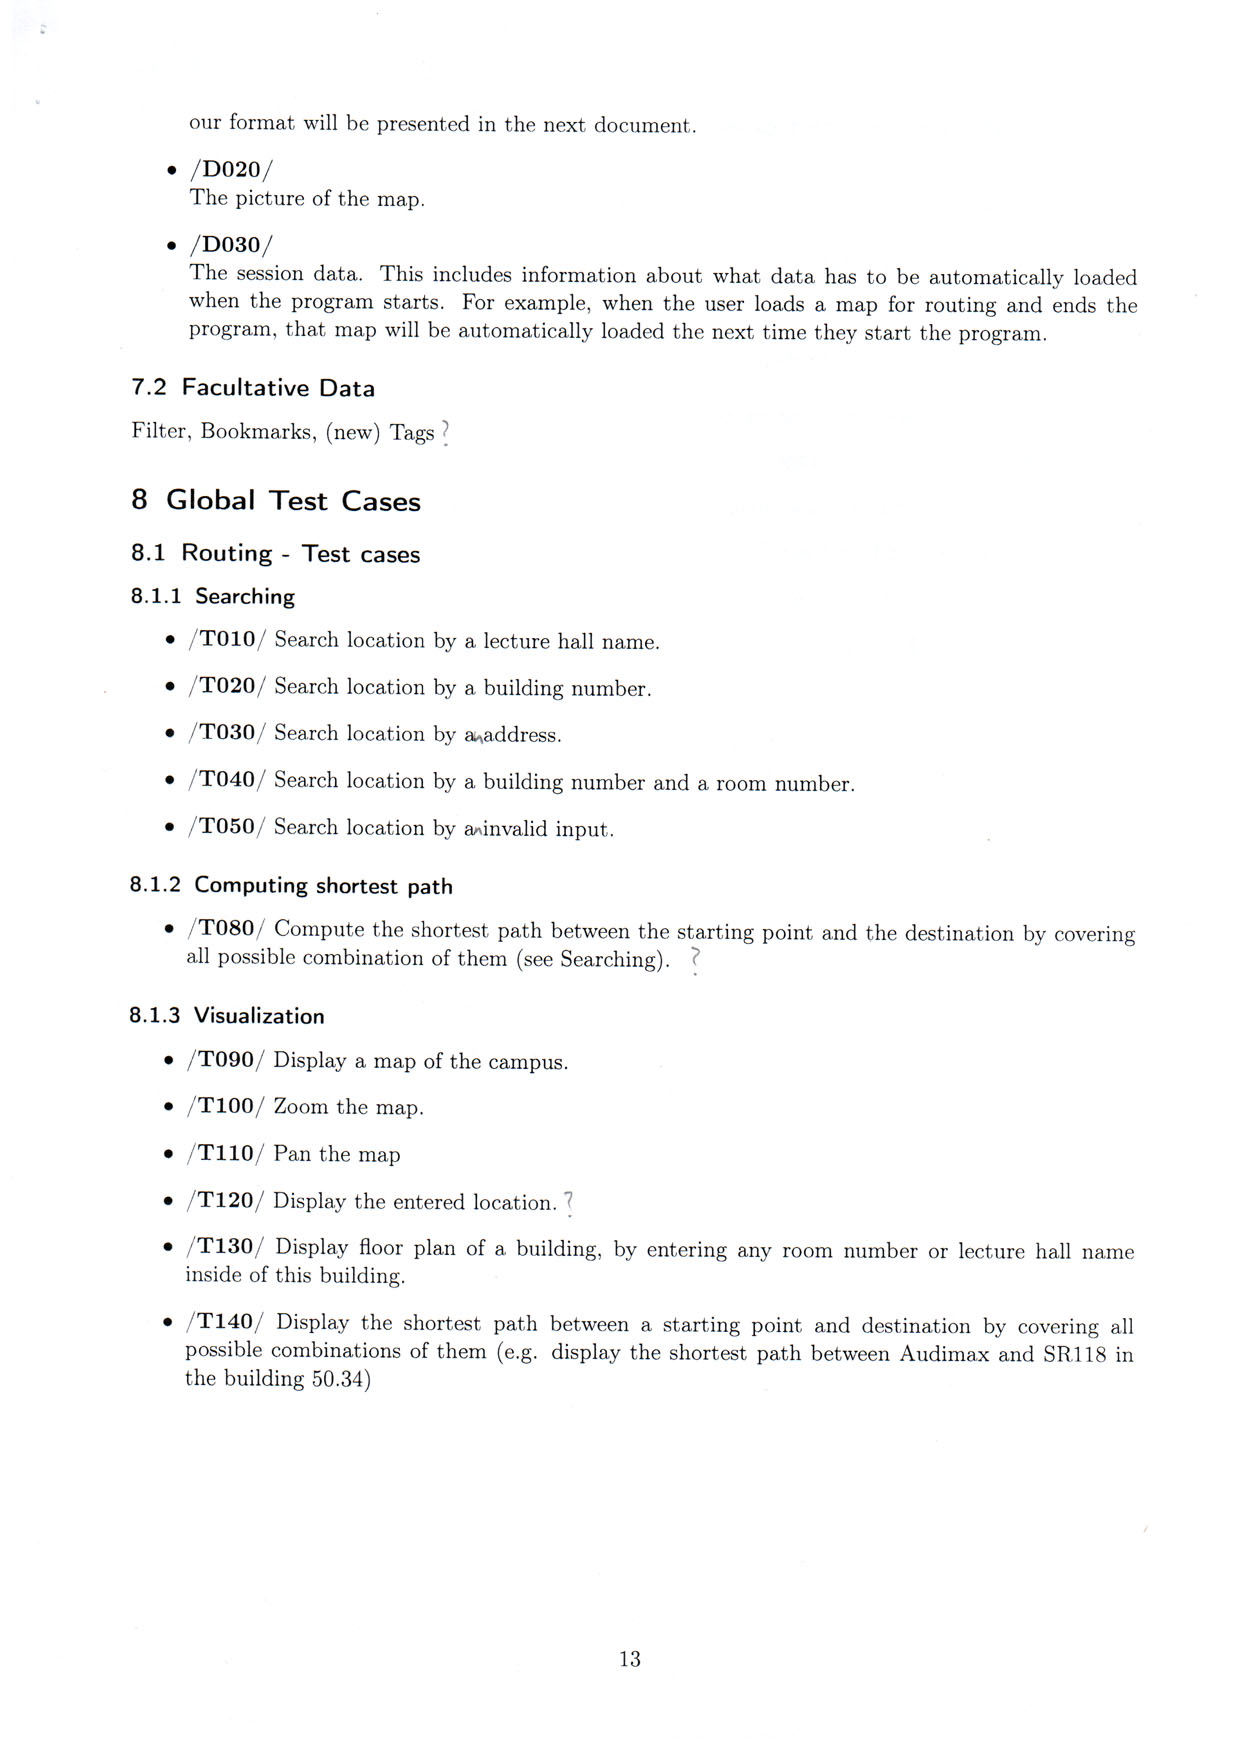 our format will be presented in the next document.
• /D020/
The picture of the map.
• /D030/
The session data. This includes information about what data has to be automatically loaded
when the program starts. For example, when the user loads a map for routing and ends the
program, that map will be automatically loaded the next time they start the program.
7.2 Facultative Data
Filter, Bookmarks, (new) Tags ?
8 Global Test Cases
8.1 Routing - Test cases
8.1.1 Searching
• /T010/ Search location by a lecture hall name.
• /T020/ Search location by a building number.
• /T030/ Search location by an address.
• /T040/ Search location by a building number and a room number.
• /T050/ Search location by an invalid input.
8.1.2 Computing shortest path
• /T080/ Compute the shortest path between the starting point and the destination by covering
all possible combination of them (see Searching). ?
8.1.3 Visualization
• /T090/ Display a map of the campus.
• /T100/ Zoom the map.
• /T110/ Pan the map
• /T120/ Display the entered location. ?
• /T130/ Display floor plan of a building, by entering any room number or lecture hall name
inside of this building.
• /T140/ Display the shortest path between a starting point and destination by covering all
possible combinations of them (e.g. display the shortest path between Audimax and SR118 in
the building 50.34)
13